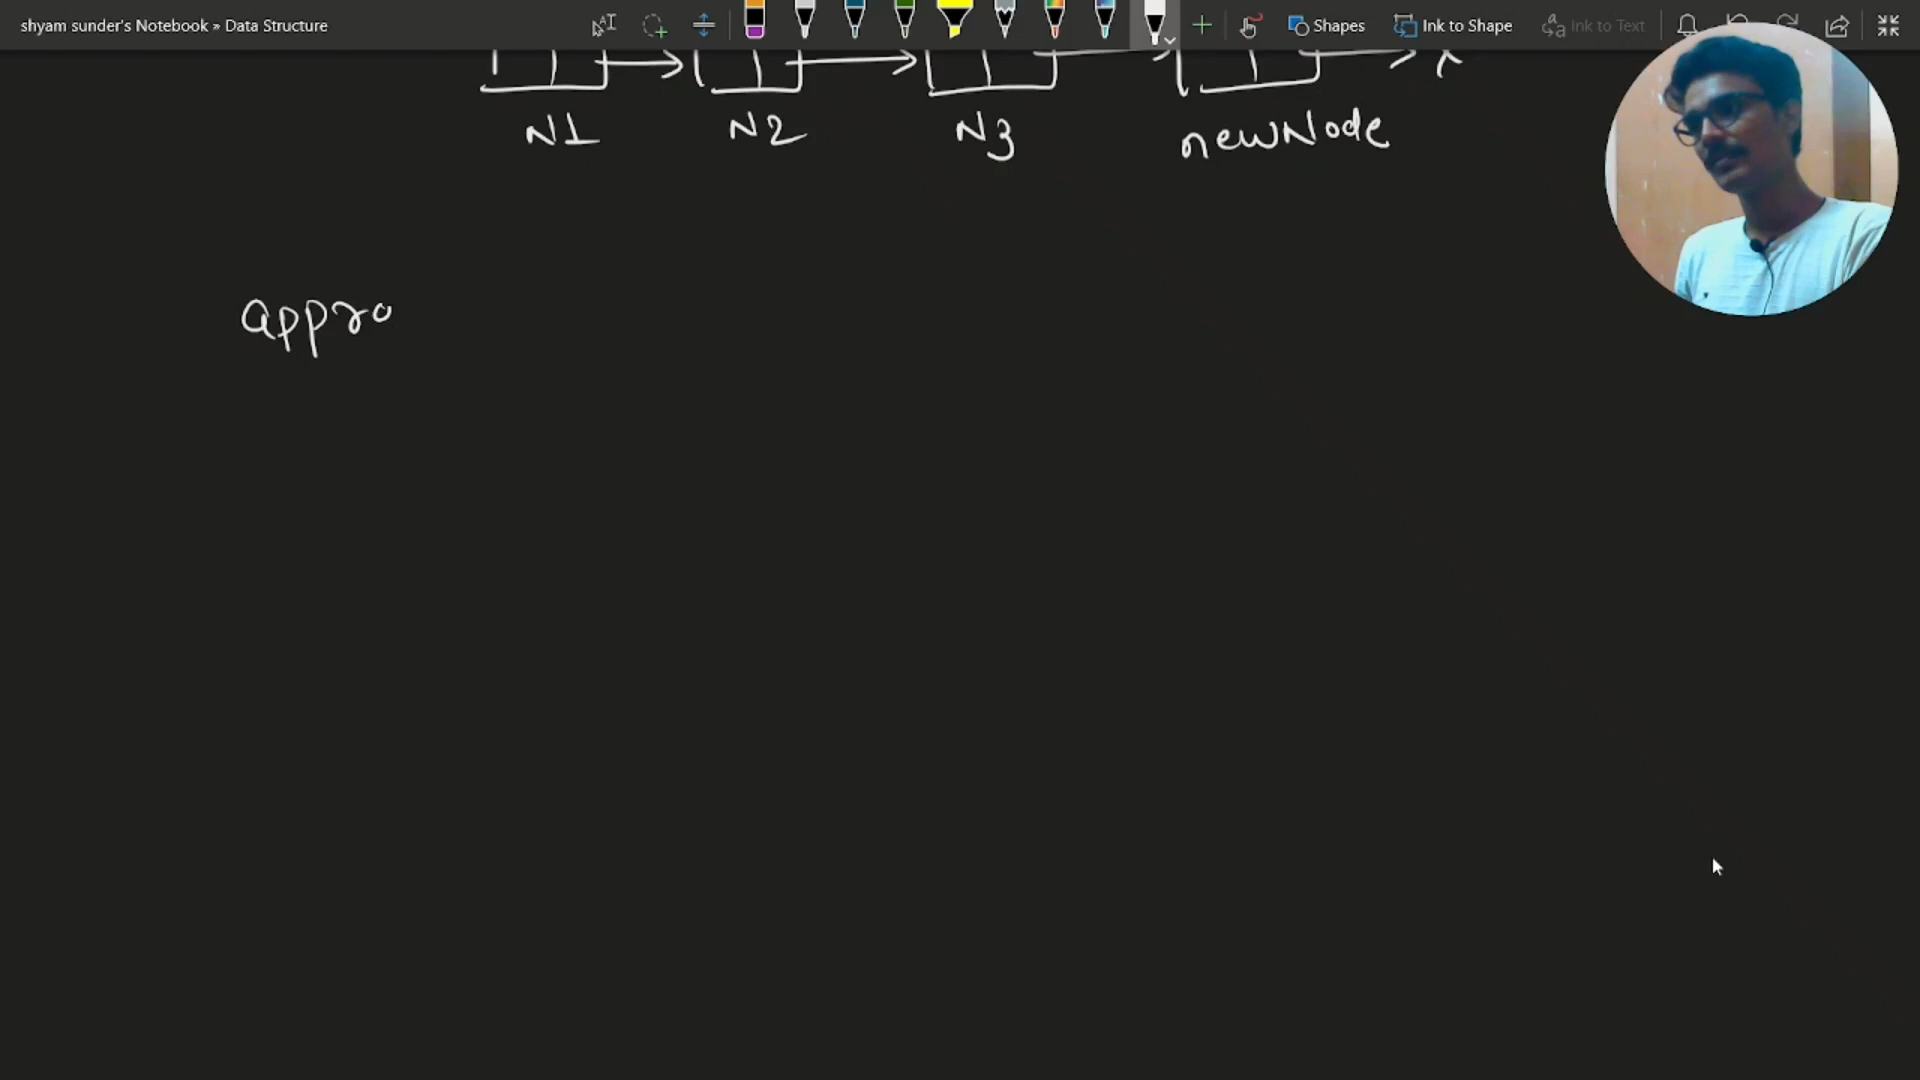 shyam sunder's Notebook » Data Structure
Shapes
Ink to Shape
Ink to Text
N1 N2 N3 newNode
appro